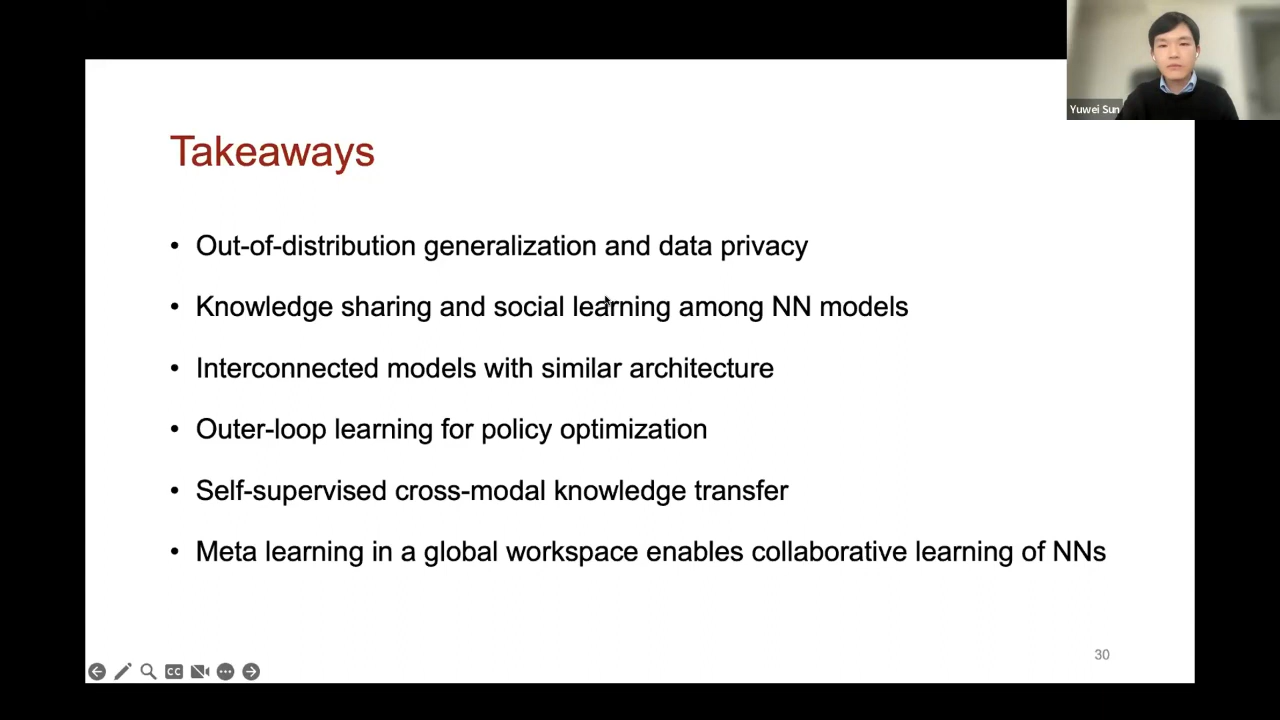 Yuwei Sun
Takeaways
• Out-of-distribution generalization and data privacy
• Knowledge sharing and social learning among NN models
• Interconnected models with similar architecture
• Outer-loop learning for policy optimization
• Self-supervised cross-modal knowledge transfer
• Meta learning in a global workspace enables collaborative learning of NNs
30
CC